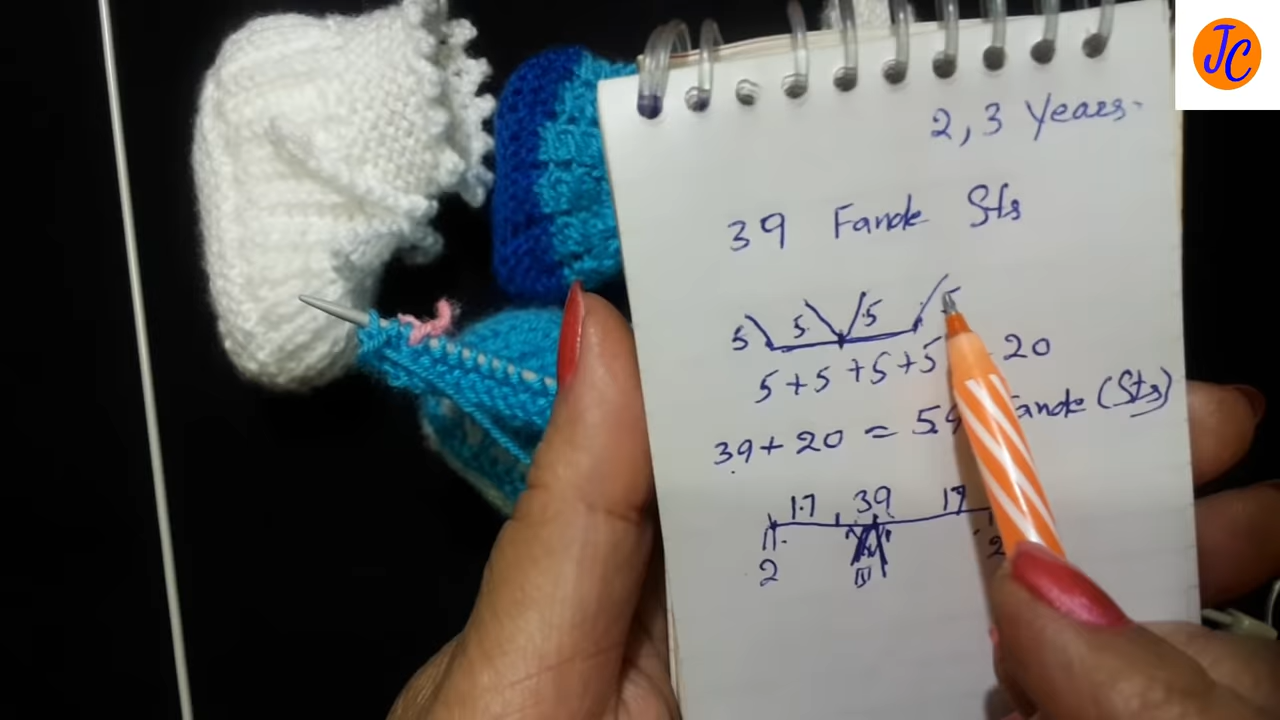 JC
2, 3 Years
39 Fande Sts
5 5 5 5
5+5+5+5 20
39+20 = 59 Fande (Sts)
17 39 17
2 2